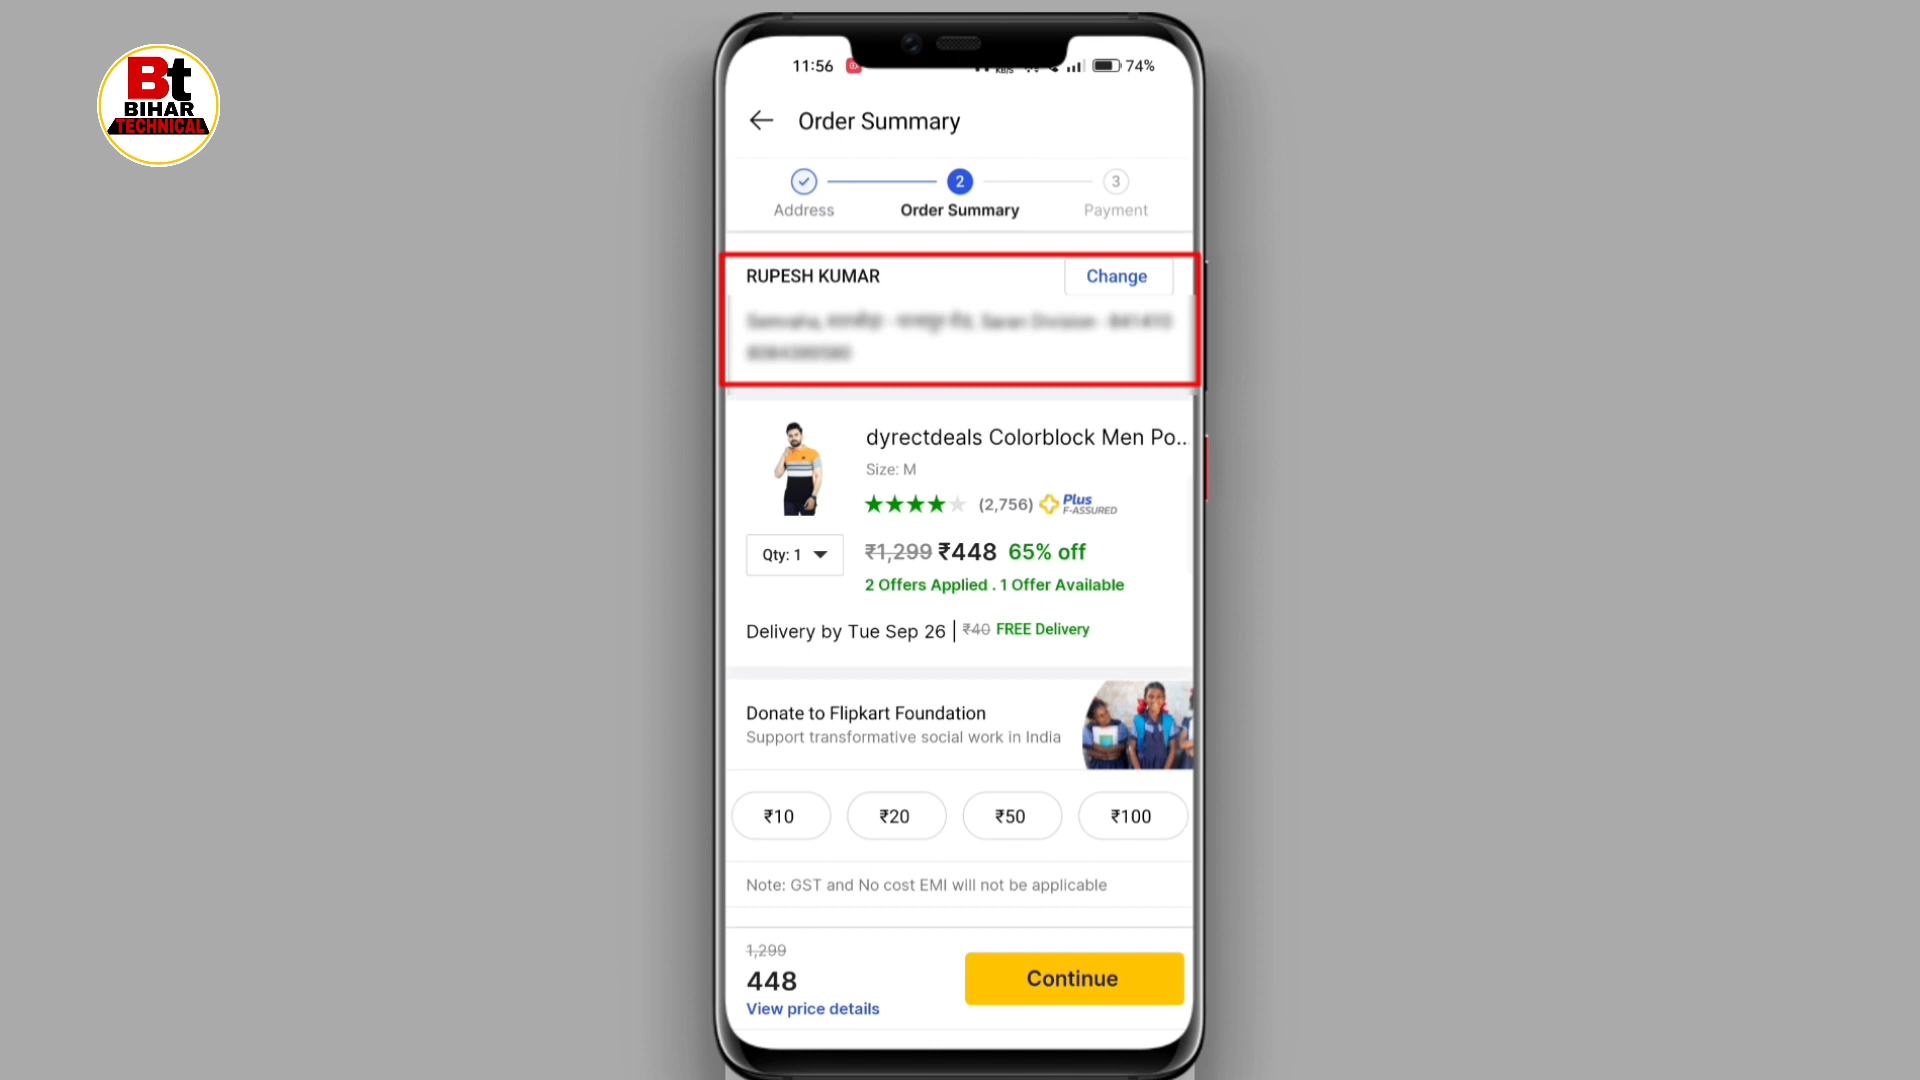 Bt
BIHAR
TECHNICAL
11:56
KB/S
74%
Order Summary
2
3
Address
Order Summary
Payment
RUPESH KUMAR
Change
dyrectdeals Colorblock Men Po...
Size: M
(2,756)
Plus
F-ASSURED
Qty: 1
₹1,299 ₹448 65% off
2 Offers Applied . 1 Offer Available
Delivery by Tue Sep 26 | ₹40 FREE Delivery
Donate to Flipkart Foundation
Support transformative social work in India
₹10
₹20
₹50
₹100
Note: GST and No cost EMI will not be applicable
1,299
448
View price details
Continue